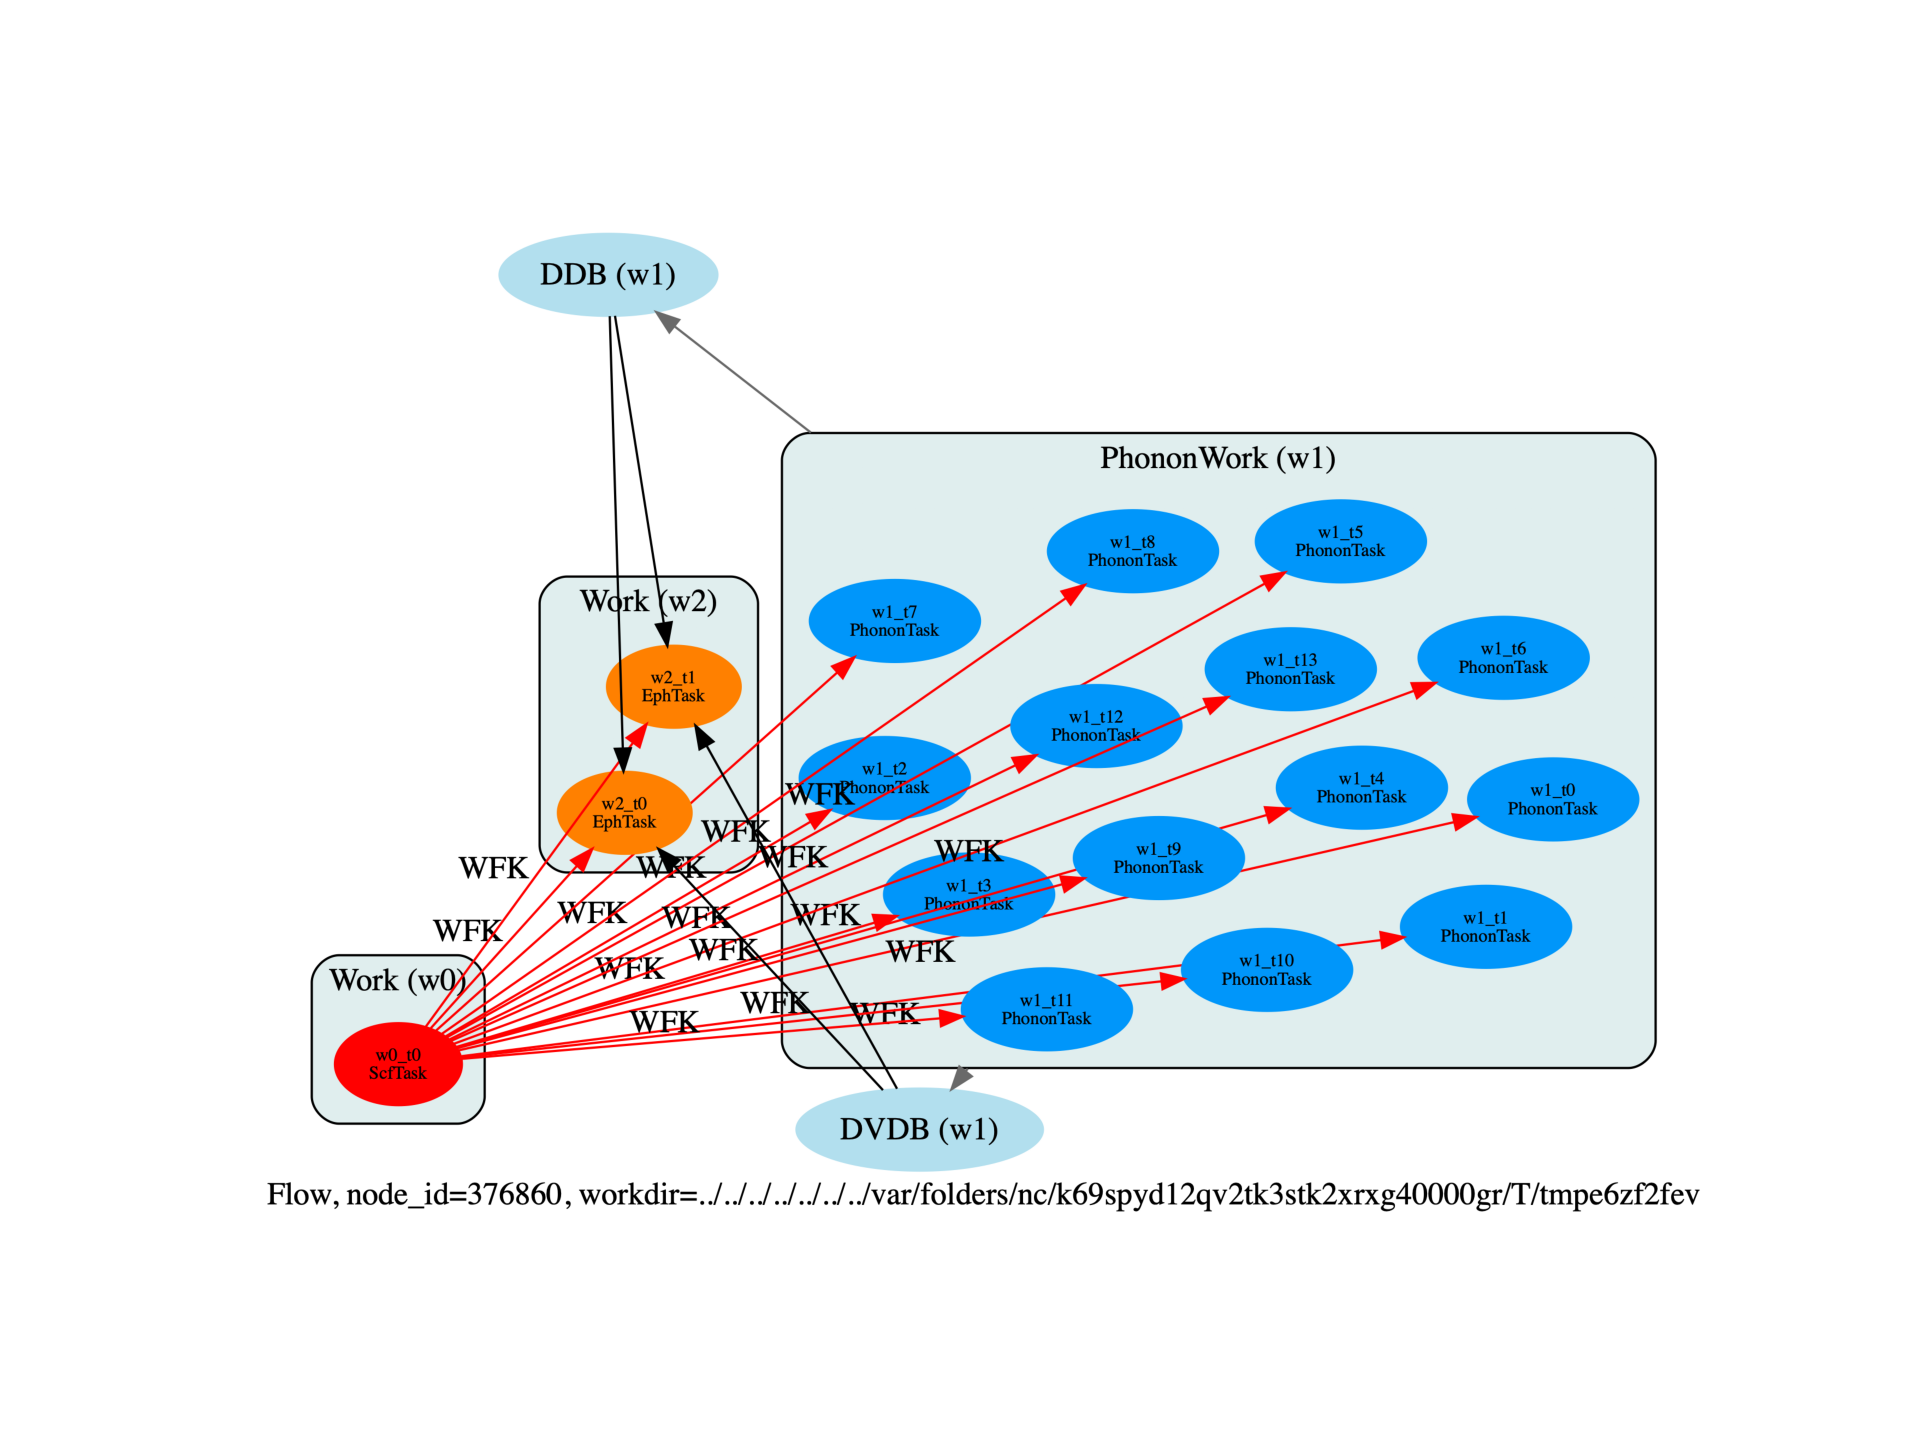 DDB (w1)
PhononWork (w1)
w1_t5
PhononTask
w1_t8
PhononTask
w1_t7
PhononTask
Work (w2)
w1_t6
PhononTask
w1_t13
PhononTask
w2_t1
EphTask
w1_t12
PhononTask
w1_t2
PhononTask
w1_t4
PhononTask
w1_t0
PhononTask
WFK
w2_t0
EphTask
WFK
WFK
WFK
WFK
WFK
w1_t9
PhononTask
w1_t3
PhononTask
WFK
WFK
WFK
w1_t1
PhononTask
WFK
WFK
WFK
WFK
w1_t10
PhononTask
Work (w0)
WFK
WFK
WFK
w1_t11
PhononTask
w0_t0
ScfTask
DVDB (w1)
Flow, node_id=376860, workdir=../../../../../../../var/folders/nc/k69spyd12qv2tk3stk2xrxg40000gr/T/tmpe6zf2fev